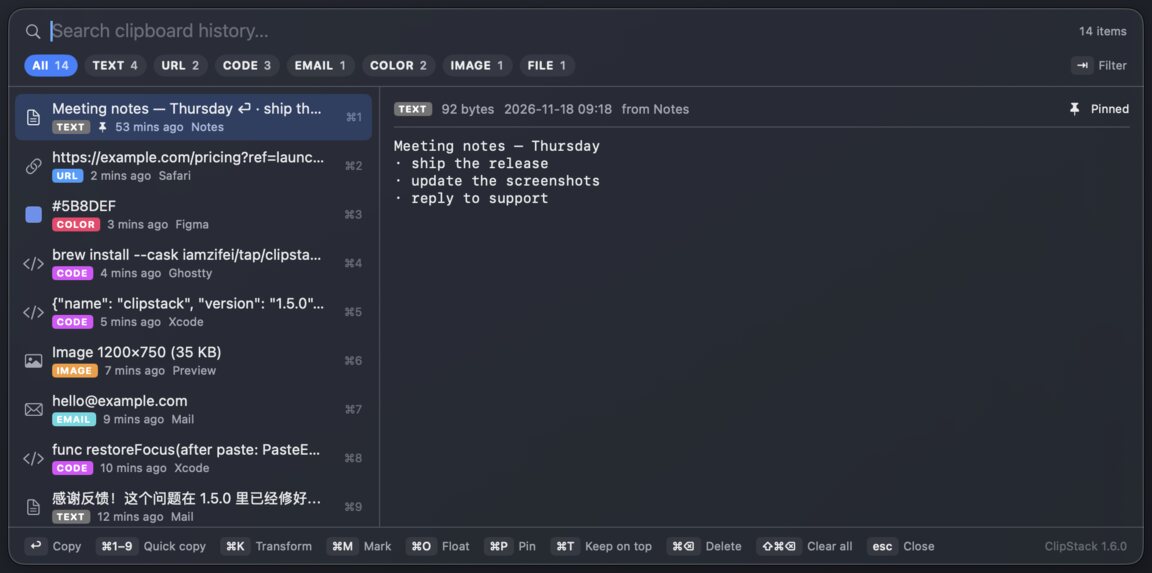 Search clipboard history...
14 items
All 14 TEXT 4 URL 2 CODE 3 EMAIL 1 COLOR 2 IMAGE 1 FILE 1
⇥ Filter
Meeting notes — Thursday ⏎ · ship th...
⌘1
TEXT 53 mins ago Notes
https://example.com/pricing?ref=launc...
⌘2
URL 2 mins ago Safari
#5B8DEF
⌘3
COLOR 3 mins ago Figma
brew install --cask iamzifei/tap/clipsta...
⌘4
CODE 4 mins ago Ghostty
{"name": "clipstack", "version": "1.5.0"...
⌘5
CODE 5 mins ago Xcode
Image 1200×750 (35 KB)
⌘6
IMAGE 7 mins ago Preview
hello@example.com
⌘7
EMAIL 9 mins ago Mail
func restoreFocus(after paste: PasteE...
⌘8
CODE 10 mins ago Xcode
感谢反馈！这个问题在 1.5.0 里已经修好...
⌘9
TEXT 12 mins ago Mail
TEXT 92 bytes 2026-11-18 09:18 from Notes
Pinned
Meeting notes — Thursday
· ship the release
· update the screenshots
· reply to support
↩ Copy ⌘1–9 Quick copy ⌘K Transform ⌘M Mark ⌘O Float ⌘P Pin ⌘T Keep on top ⌘⌫ Delete ⇧⌘⌫ Clear all esc Close
ClipStack 1.6.0